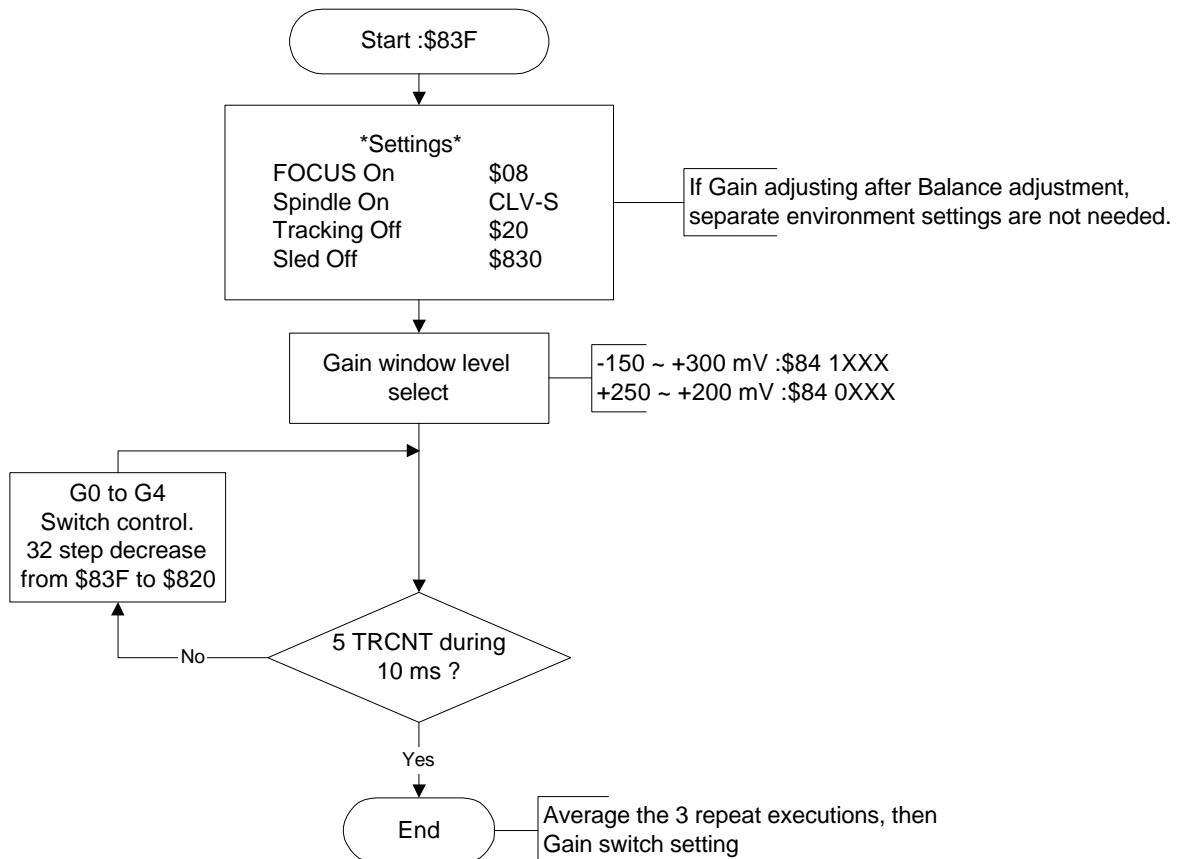 Start :$83F
*Settings*
FOCUS On $08
Spindle On CLV-S
Tracking Off $20
Sled Off $830
If Gain adjusting after Balance adjustment,
separate environment settings are not needed.
Gain window level
select
-150 ~ +300 mV :$84 1XXX
+250 ~ +200 mV :$84 0XXX
G0 to G4
Switch control.
32 step decrease
from $83F to $820
5 TRCNT during
10 ms ?
No
Yes
End
Average the 3 repeat executions, then
Gain switch setting